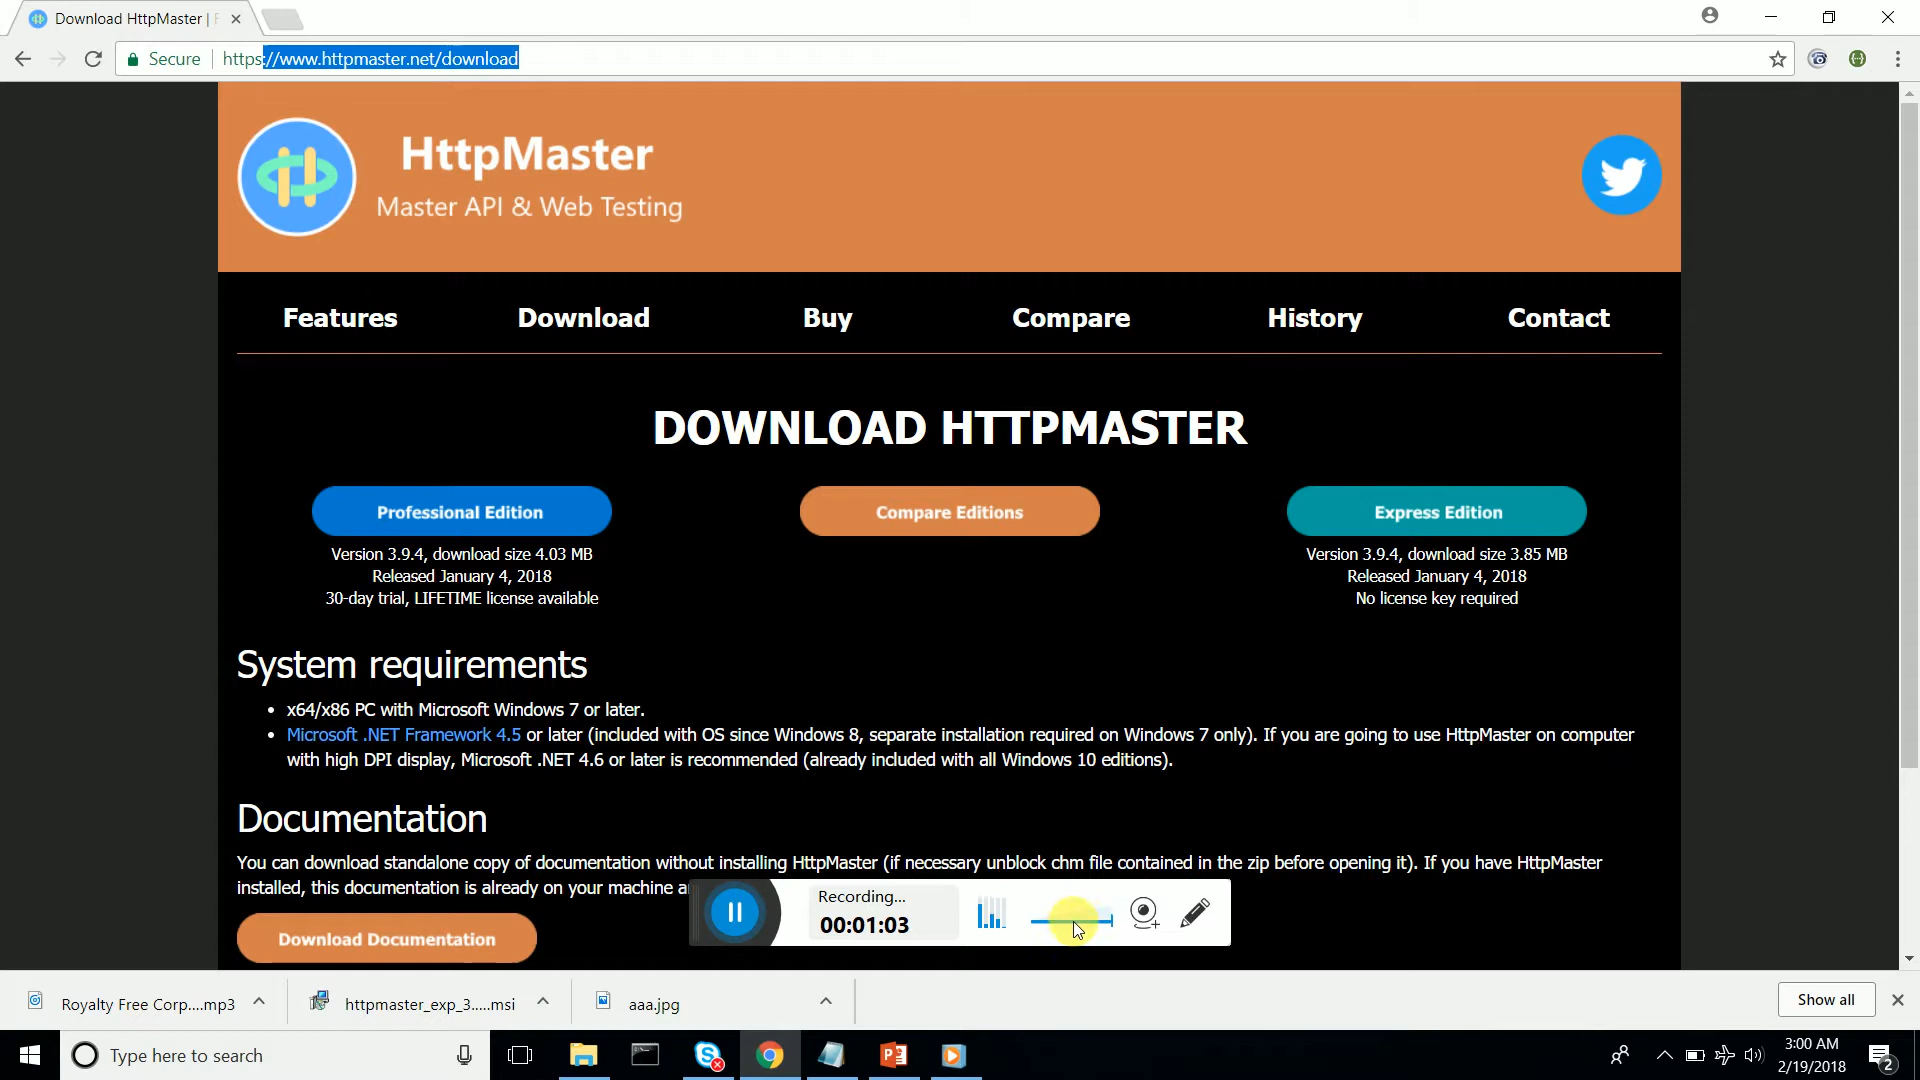 Download HttpMaster |
Secure
https://www.httpmaster.net/download
HttpMaster
Master API & Web Testing
Features
Download
Buy
Compare
History
Contact
DOWNLOAD HTTPMASTER
Professional Edition
Compare Editions
Express Edition
Version 3.9.4, download size 4.03 MB
Released January 4, 2018
30-day trial, LIFETIME license available
Version 3.9.4, download size 3.85 MB
Released January 4, 2018
No license key required
System requirements
• x64/x86 PC with Microsoft Windows 7 or later.
• Microsoft .NET Framework 4.5 or later (included with OS since Windows 8, separate installation required on Windows 7 only). If you are going to use HttpMaster on computer
with high DPI display, Microsoft .NET 4.6 or later is recommended (already included with all Windows 10 editions).
Documentation
You can download standalone copy of documentation without installing HttpMaster (if necessary unblock chm file contained in the zip before opening it). If you have HttpMaster
installed, this documentation is already on your machine
Recording...
00:01:03
Download Documentation
Royalty Free Corp....mp3
httpmaster_exp_3.....msi
aaa.jpg
Show all
Type here to search
3:00 AM
2/19/2018
2